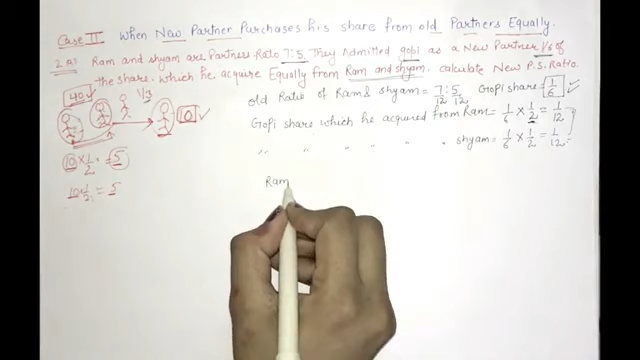 Case II When New Partner Purchases his share from old Partners Equally.
Q.1 Ram and Shyam are Partners Ratio 7:5. They Admitted gopi as a New Partner 1/6 of
the share. which he acquire Equally from Ram and shyam. calculate New P.S. Ratio.
40 1/3 10
10 × 1/2 = 5
10 × 1/2 = 5
old Ratio of Ram & Shyam = 7:5 Gopi share = 1/6
12 12
Gopi share which he acquired from Ram = 1/6 × 1/2 = 1/12
,, ,, ,, ,, ,, Shyam = 1/6 × 1/2 = 1/12
Ram